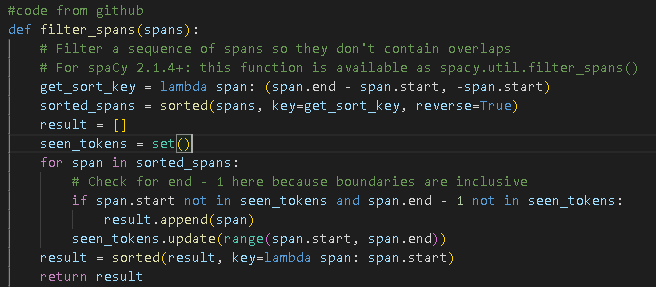 #code from github
def filter_spans(spans):
    # Filter a sequence of spans so they don't contain overlaps
    # For spaCy 2.1.4+: this function is available as spacy.util.filter_spans()
    get_sort_key = lambda span: (span.end - span.start, -span.start)
    sorted_spans = sorted(spans, key=get_sort_key, reverse=True)
    result = []
    seen_tokens = set()
    for span in sorted_spans:
        # Check for end - 1 here because boundaries are inclusive
        if span.start not in seen_tokens and span.end - 1 not in seen_tokens:
            result.append(span)
        seen_tokens.update(range(span.start, span.end))
    result = sorted(result, key=lambda span: span.start)
    return result